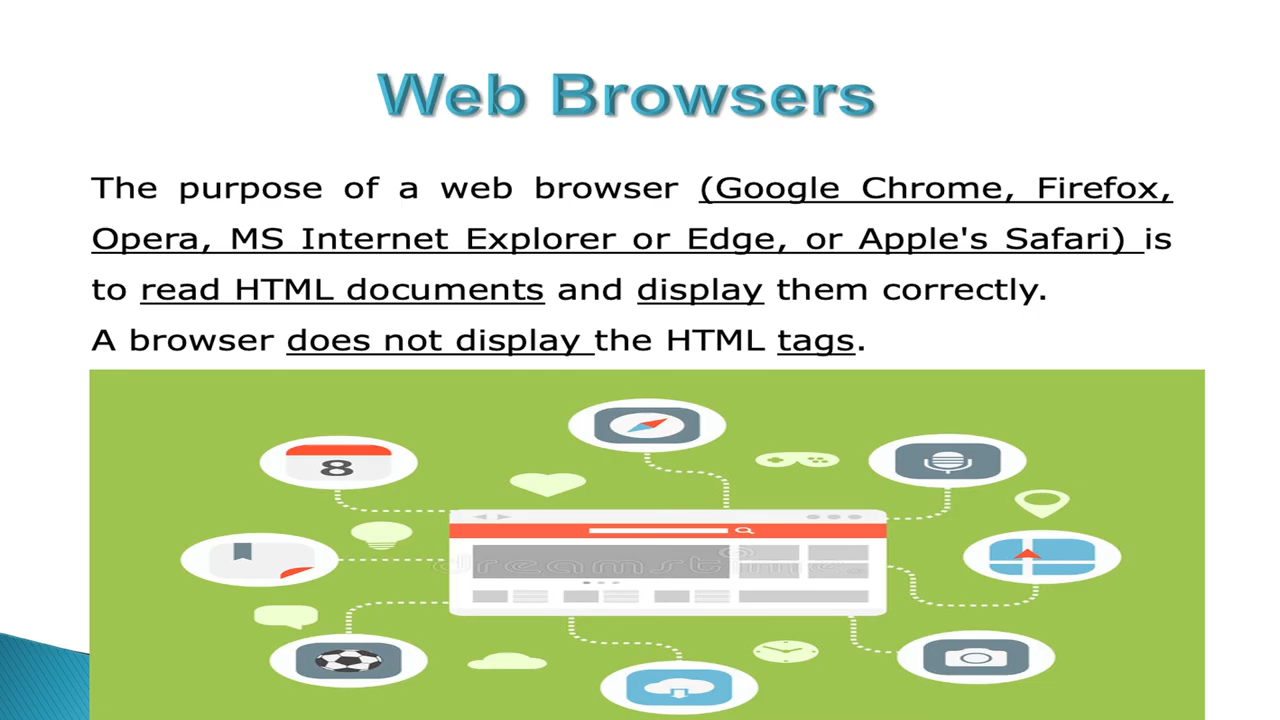 Web Browsers
The purpose of a web browser (Google Chrome, Firefox,
Opera, MS Internet Explorer or Edge, or Apple's Safari) is
to read HTML documents and display them correctly.
A browser does not display the HTML tags.
8
dreamstime